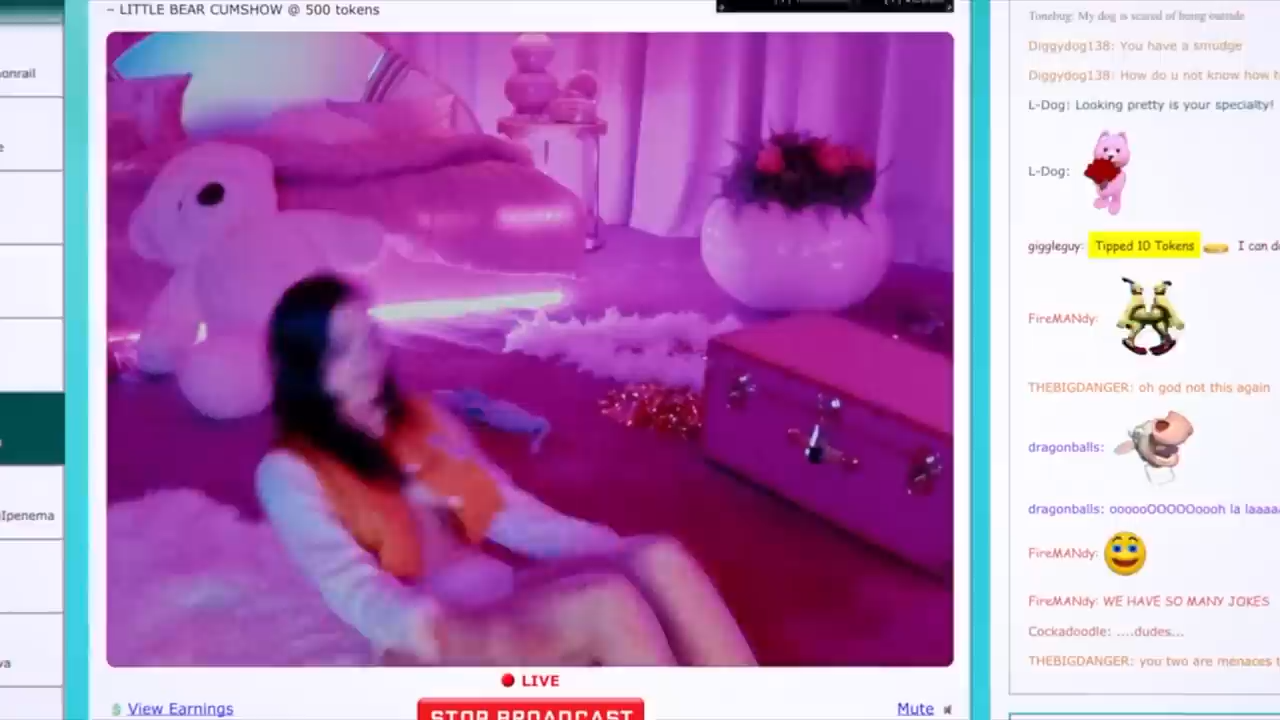 – LITTLE BEAR CUMSHOW @ 500 tokens
onrail
Ipenema
LIVE
View Earnings
STOP BROADCAST
Mute
Tonebug: My dog is scared of being outside
Diggydog138: You have a smudge
Diggydog138: How do u not know how t
L-Dog: Looking pretty is your specialty!
L-Dog:
giggleguy: Tipped 10 Tokens I can d
FireMANdy:
THEBIGDANGER: oh god not this again
dragonballs:
dragonballs: oooooOOOOOoooh la laaaa
FireMANdy:
FireMANdy: WE HAVE SO MANY JOKES
Cockadoodle: ....dudes...
THEBIGDANGER: you two are menaces t